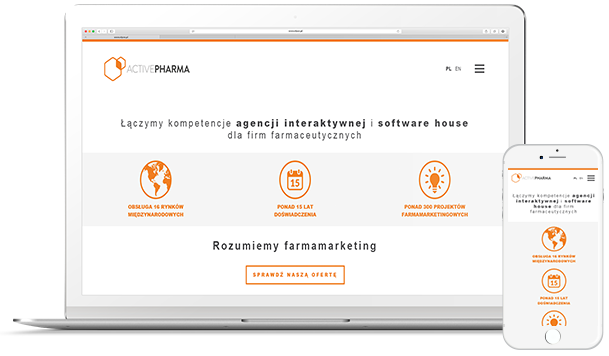 ACTIVEPHARMA
PL EN
Łączymy kompetencje agencji interaktywnej i software house
dla firm farmaceutycznych
OBSŁUGA 16 RYNKÓW
MIĘDZYNARODOWYCH
15
PONAD 15 LAT
DOŚWIADCZENIA
PONAD 300 PROJEKTÓW
FARMAMARKETINGOWYCH
Rozumiemy farmamarketing
SPRAWDŹ NASZĄ OFERTĘ
ACTIVEPHARMA
PL EN
Łączymy kompetencje agencji
interaktywnej i software
house dla firm
farmaceutycznych
OBSŁUGA 16 RYNKÓW
MIĘDZYNARODOWYCH
15
PONAD 15 LAT
DOŚWIADCZENIA